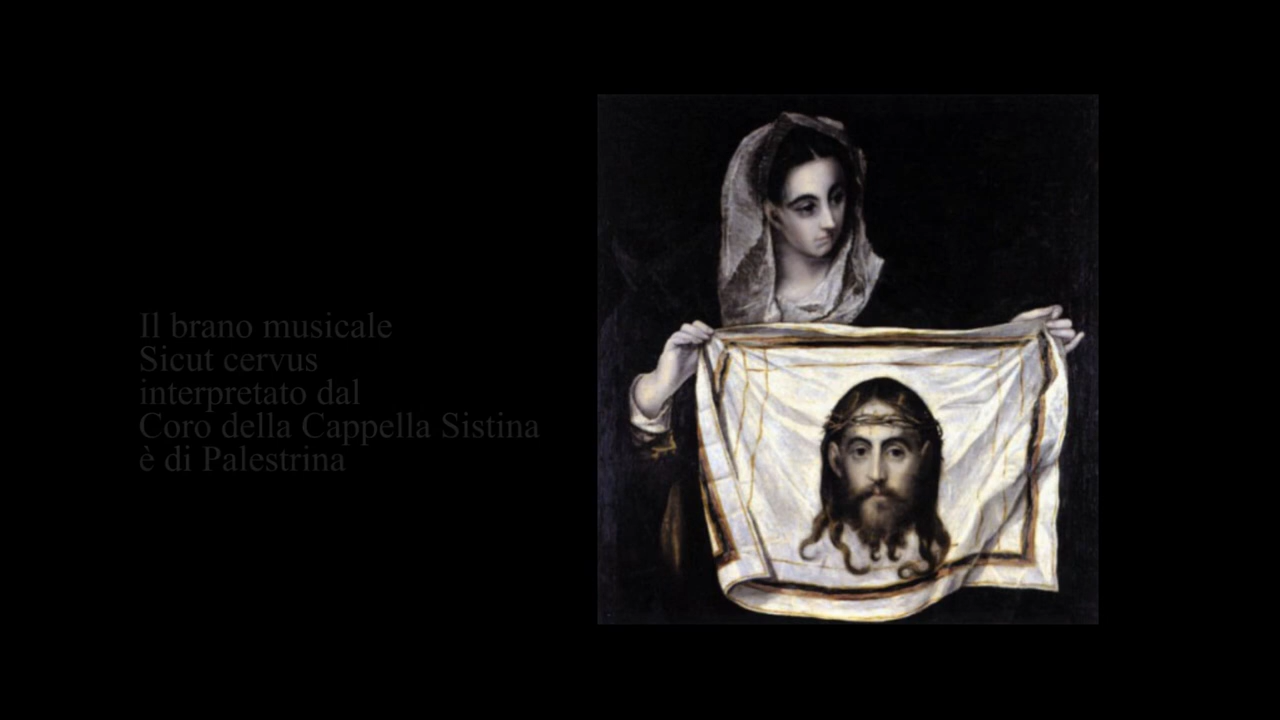 Il brano musicale
Sicut cervus
interpretato dal
Coro della Cappella Sistina
è di Palestrina